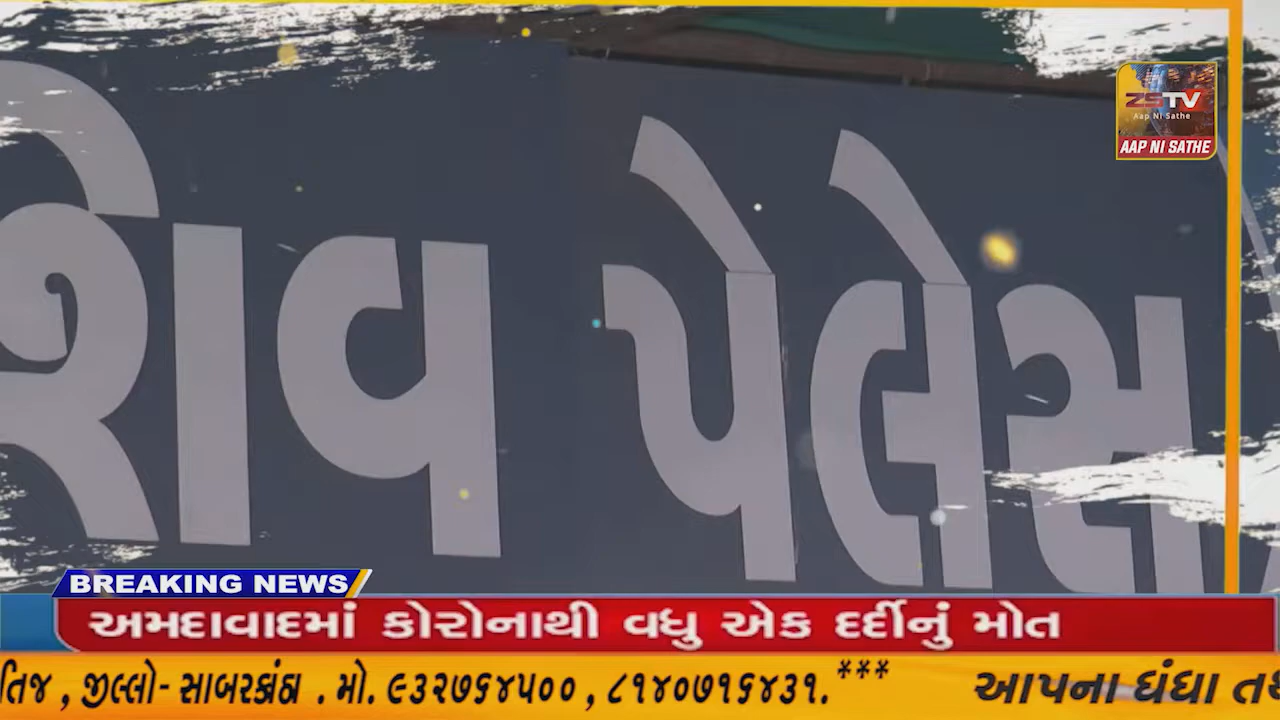 ZSTV
Aap Ni Sathe
AAP NI SATHE
શિવ પેલેસ
BREAKING NEWS
અમદાવાદમાં કોરોનાથી વધુ એક દર્દીનું મોત
તિજ , જીલ્લો- સાબરકાંઠા . મો. ૯૩૨૭૬૪૫૦૦ , ૮૧૪૦૭૧૬૪૩૧.*** આપના ધંધા